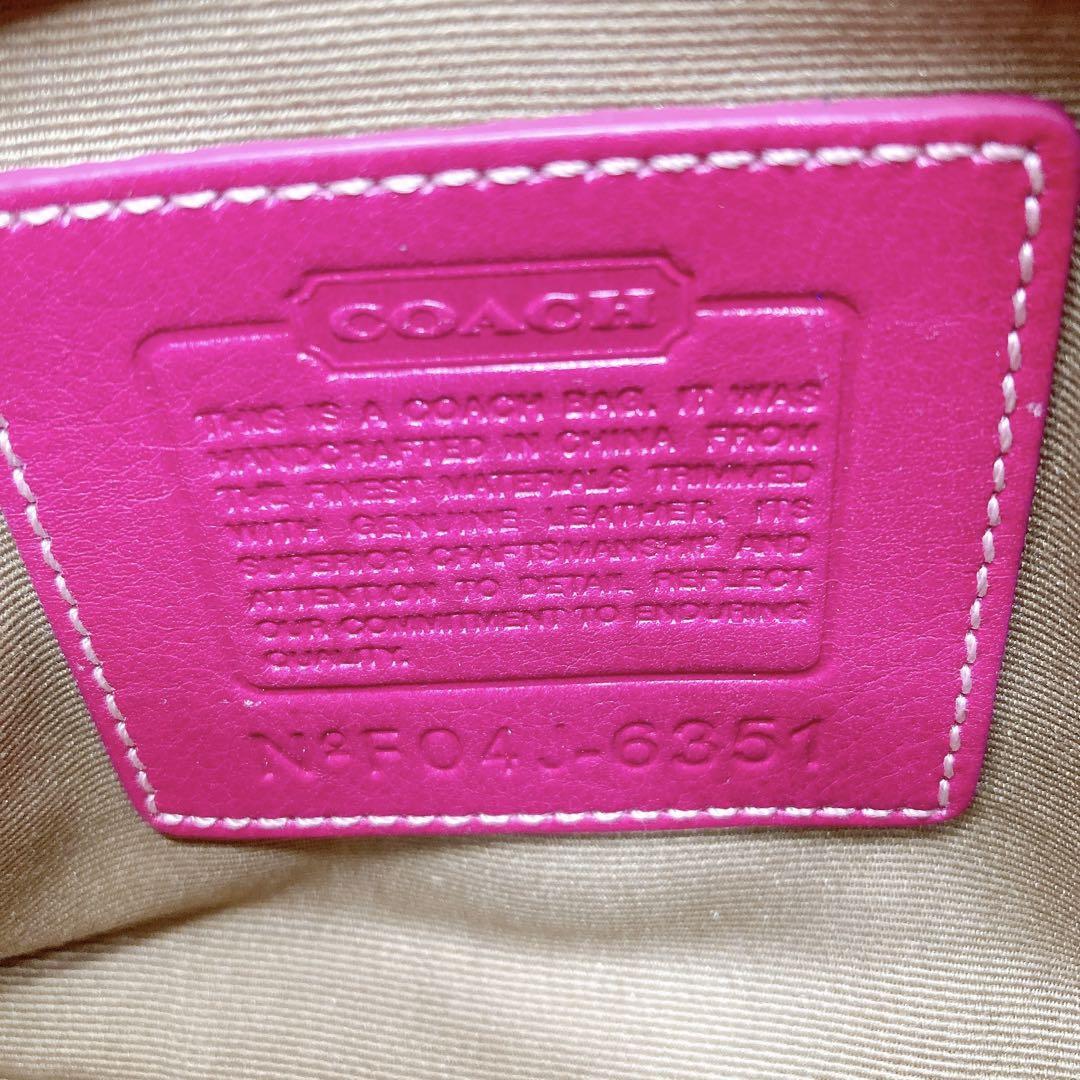 COACH
THIS IS A COACH BAG. IT WAS
HANDCRAFTED IN CHINA FROM
THE FINEST MATERIALS TRIMMED
WITH GENUINE LEATHER. ITS
SUPERIOR CRAFTSMANSHIP AND
ATTENTION TO DETAIL REFLECT
OUR COMMITMENT TO ENDURING
QUALITY.
Nº F04J-6351